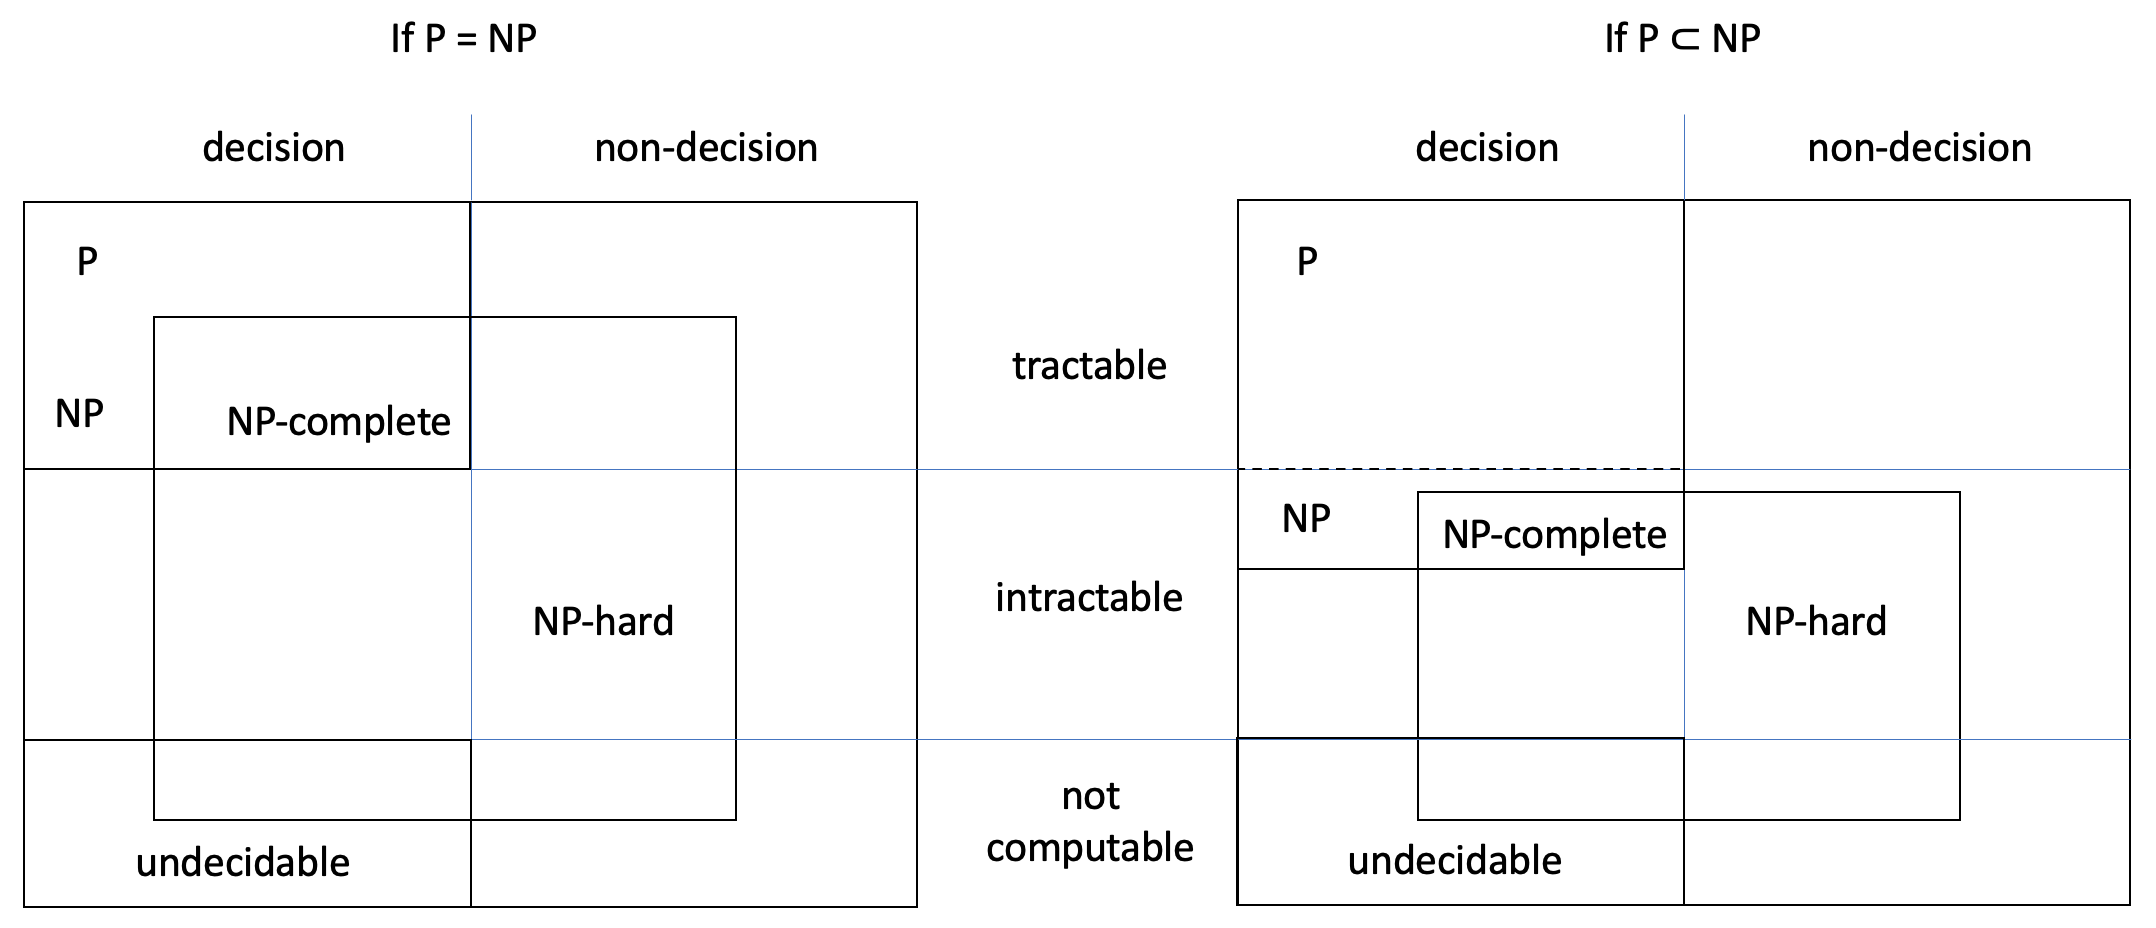 If P = NP
If P ⊂ NP
decision
non-decision
decision
non-decision
P
P
tractable
NP
NP-complete
NP
NP-complete
intractable
NP-hard
NP-hard
not
computable
undecidable
undecidable